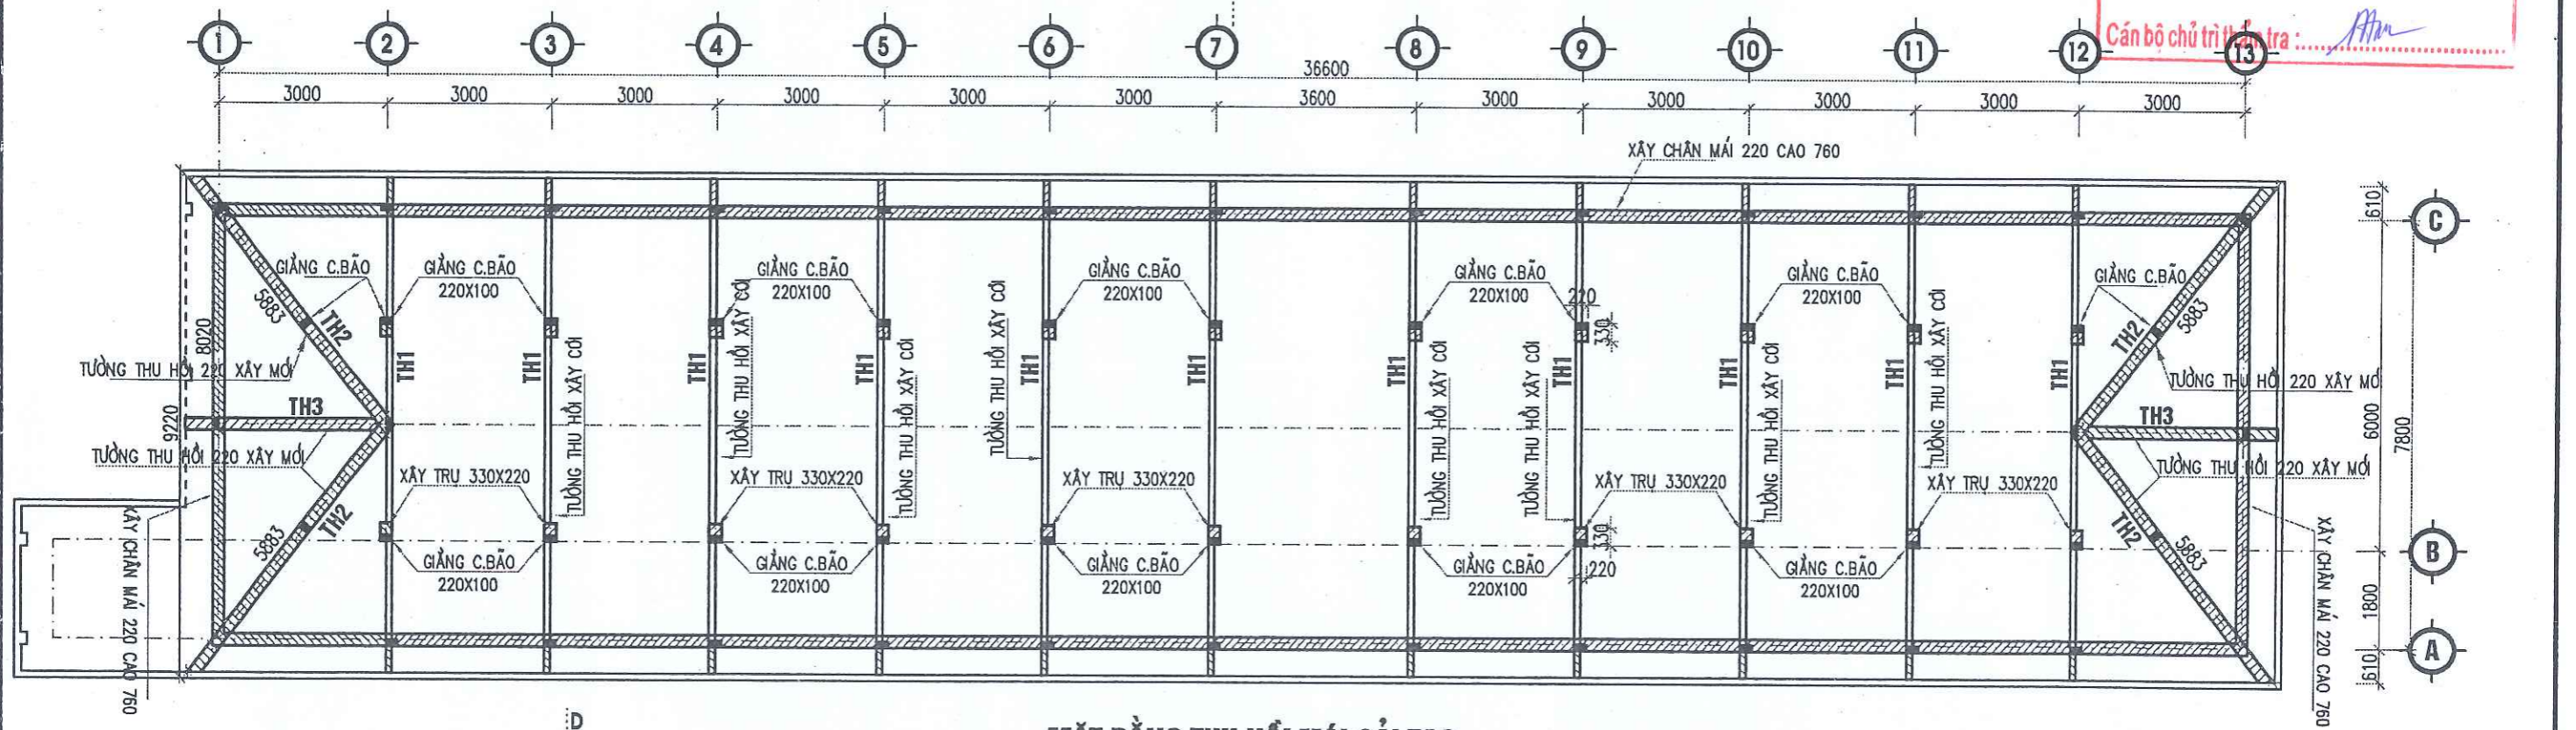 Cán bộ chủ trì thẩm tra :
1 2 3 4 5 6 7 8 9 10 11 12 13
36600
3000 3000 3000 3000 3000 3000 3600 3000 3000 3000 3000 3000
XÂY CHÂN MÁI 220 CAO 760
610
C
GIẰNG C.BÃO
GIẰNG C.BÃO
220X100
GIẰNG C.BÃO
220X100
GIẰNG C.BÃO
220X100
GIẰNG C.BÃO
220X100
GIẰNG C.BÃO
220X100
GIẰNG C.BÃO
220
330
5883
TH2
8020
9220
TƯỜNG THU HỒI 220 XÂY MỚI
TH3
TƯỜNG THU HỒI 220 XÂY MỚI
5883
TH2
TH1
TH1
TƯỜNG THU HỒI XÂY CƠI
TH1
TƯỜNG THU HỒI XÂY CƠI
TH1
TƯỜNG THU HỒI XÂY CƠI
TƯỜNG THU HỒI XÂY CƠI
TH1
TH1
TH1
TƯỜNG THU HỒI XÂY CƠI
TƯỜNG THU HỒI XÂY CƠI
TH1
TH1
TƯỜNG THU HỒI XÂY CƠI
TH1
TƯỜNG THU HỒI XÂY CƠI
TH1
TH2
5883
TƯỜNG THU HỒI 220 XÂY MỚ
TH3
TƯỜNG THU HỒI 220 XÂY MỚI
TH2
5883
6000
7800
XÂY TRỤ 330X220
XÂY TRỤ 330X220
XÂY TRỤ 330X220
XÂY TRỤ 330X220
XÂY TRỤ 330X220
330
220
GIẰNG C.BÃO
220X100
GIẰNG C.BÃO
220X100
GIẰNG C.BÃO
220X100
GIẰNG C.BÃO
220X100
GIẰNG C.BÃO
220X100
XÂY CHÂN MÁI 220 CAO 760
XÂY CHÂN MÁI 220 CAO 760
B
1800
A
610
D